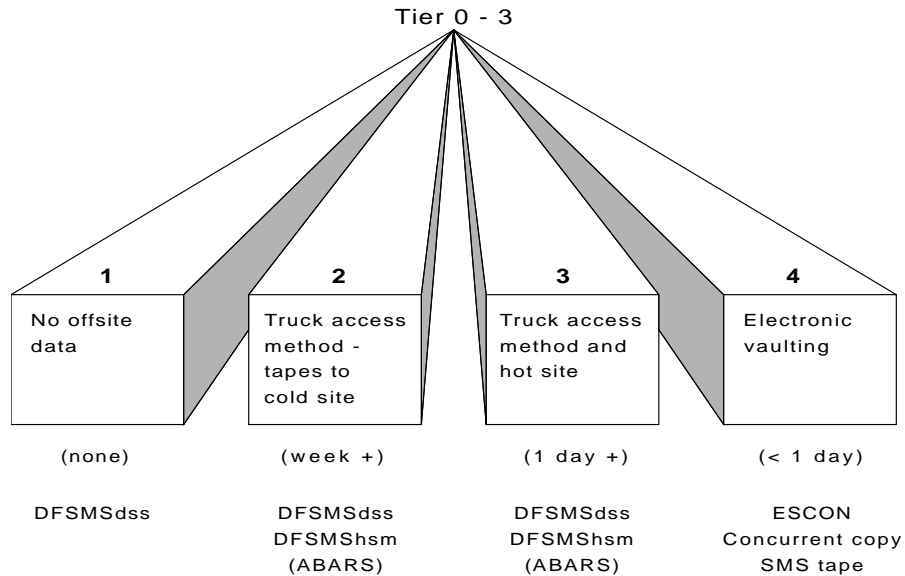 Tier 0 - 3
1
No offsite
data
(none)
DFSMSdss
2
Truck access
method -
tapes to
cold site
(week +)
DFSMSdss
DFSMShsm
(ABARS)
3
Truck access
method and
hot site
(1 day +)
DFSMSdss
DFSMShsm
(ABARS)
4
Electronic
vaulting
(< 1 day)
ESCON
Concurrent copy
SMS tape